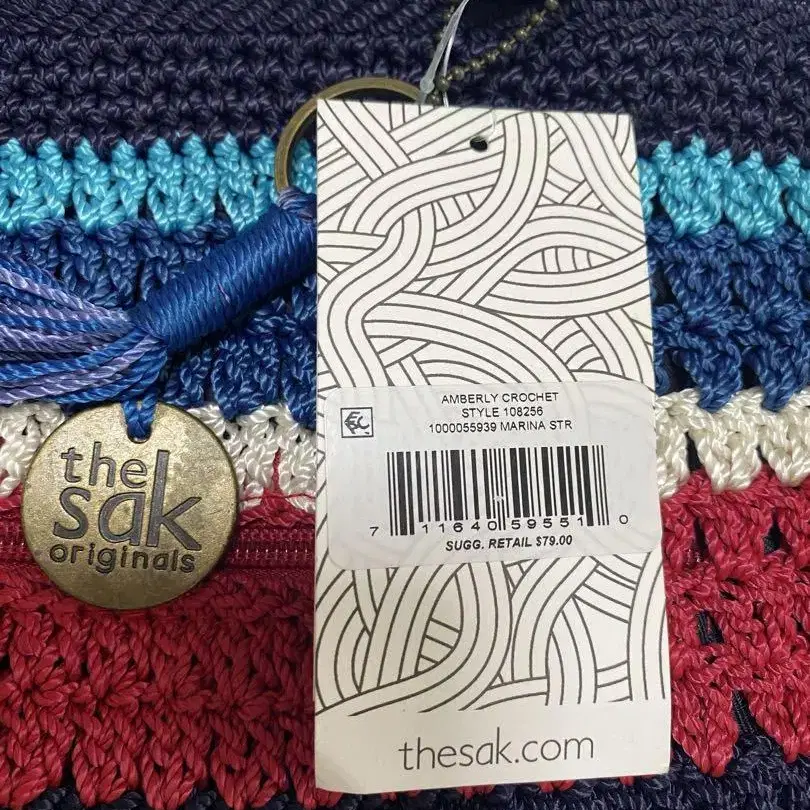 AMBERLY CROCHET
STYLE 108256
1000055939 MARINA STR
7 11640 59551 0
SUGG. RETAIL $79.00
thesak.com
the
sak
originals